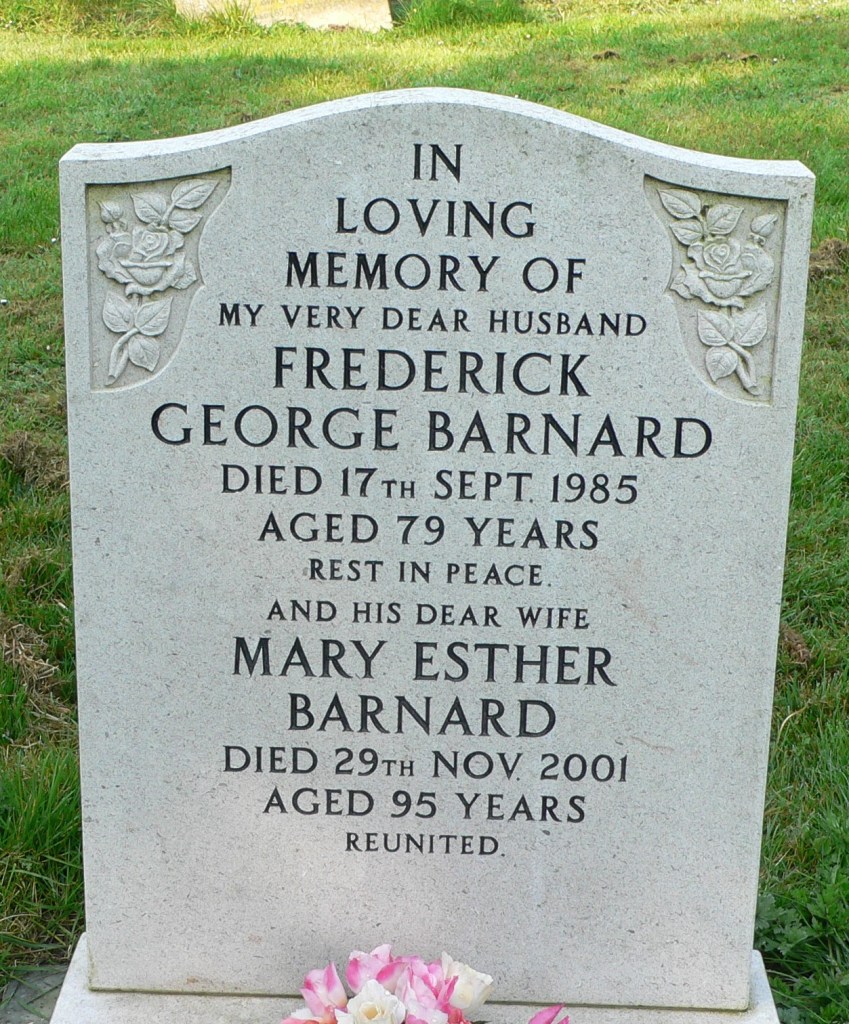 IN
LOVING
MEMORY OF
MY VERY DEAR HUSBAND
FREDERICK
GEORGE BARNARD
DIED 17TH SEPT. 1985
AGED 79 YEARS
REST IN PEACE.
AND HIS DEAR WIFE
MARY ESTHER
BARNARD
DIED 29TH NOV. 2001
AGED 95 YEARS
REUNITED.